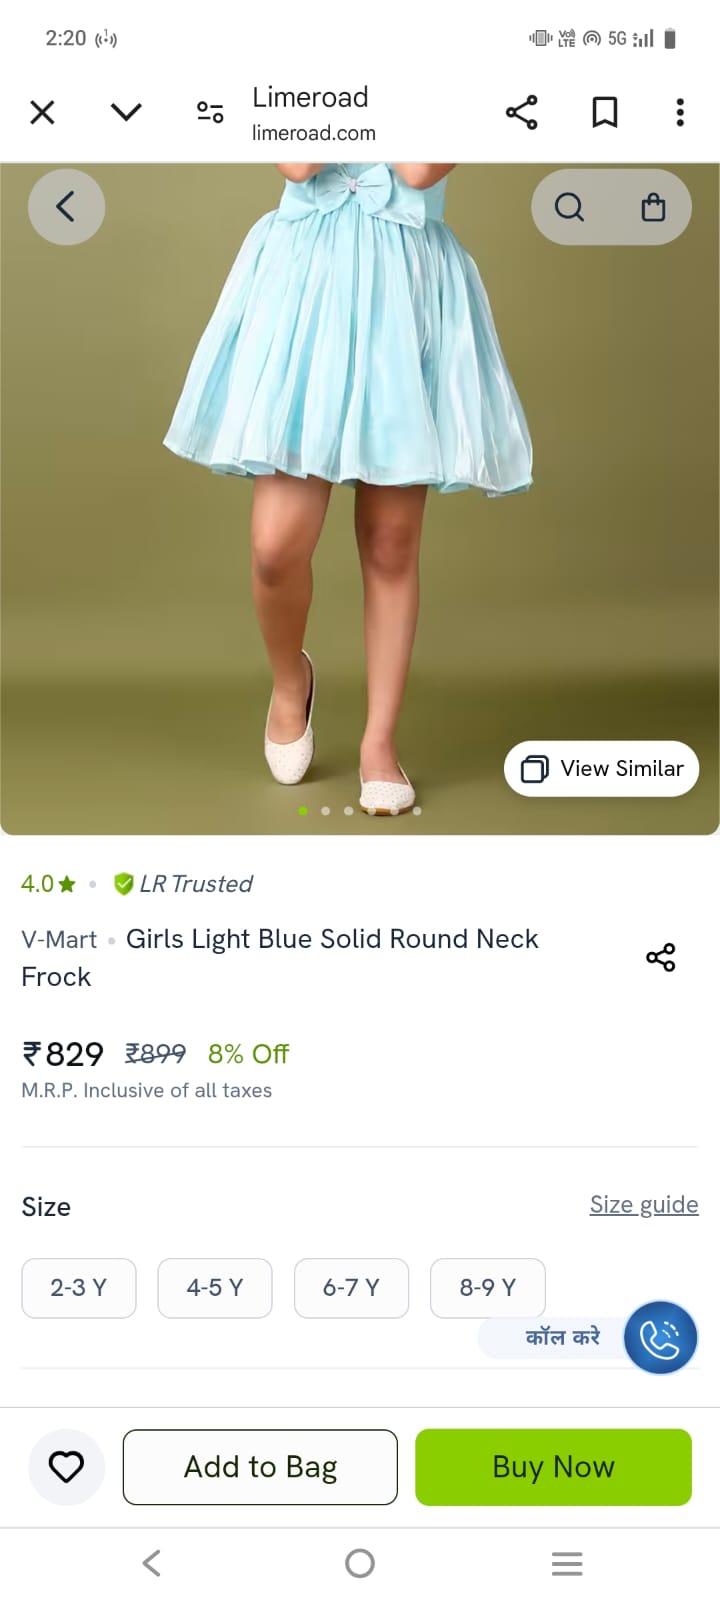 2:20
5G
Limeroad
limeroad.com
View Similar
4.0 ★ • LR Trusted
V-Mart • Girls Light Blue Solid Round Neck
Frock
₹829 ₹899 8% Off
M.R.P. Inclusive of all taxes
Size Size guide
2-3 Y 4-5 Y 6-7 Y 8-9 Y
कॉल करे
Add to Bag Buy Now